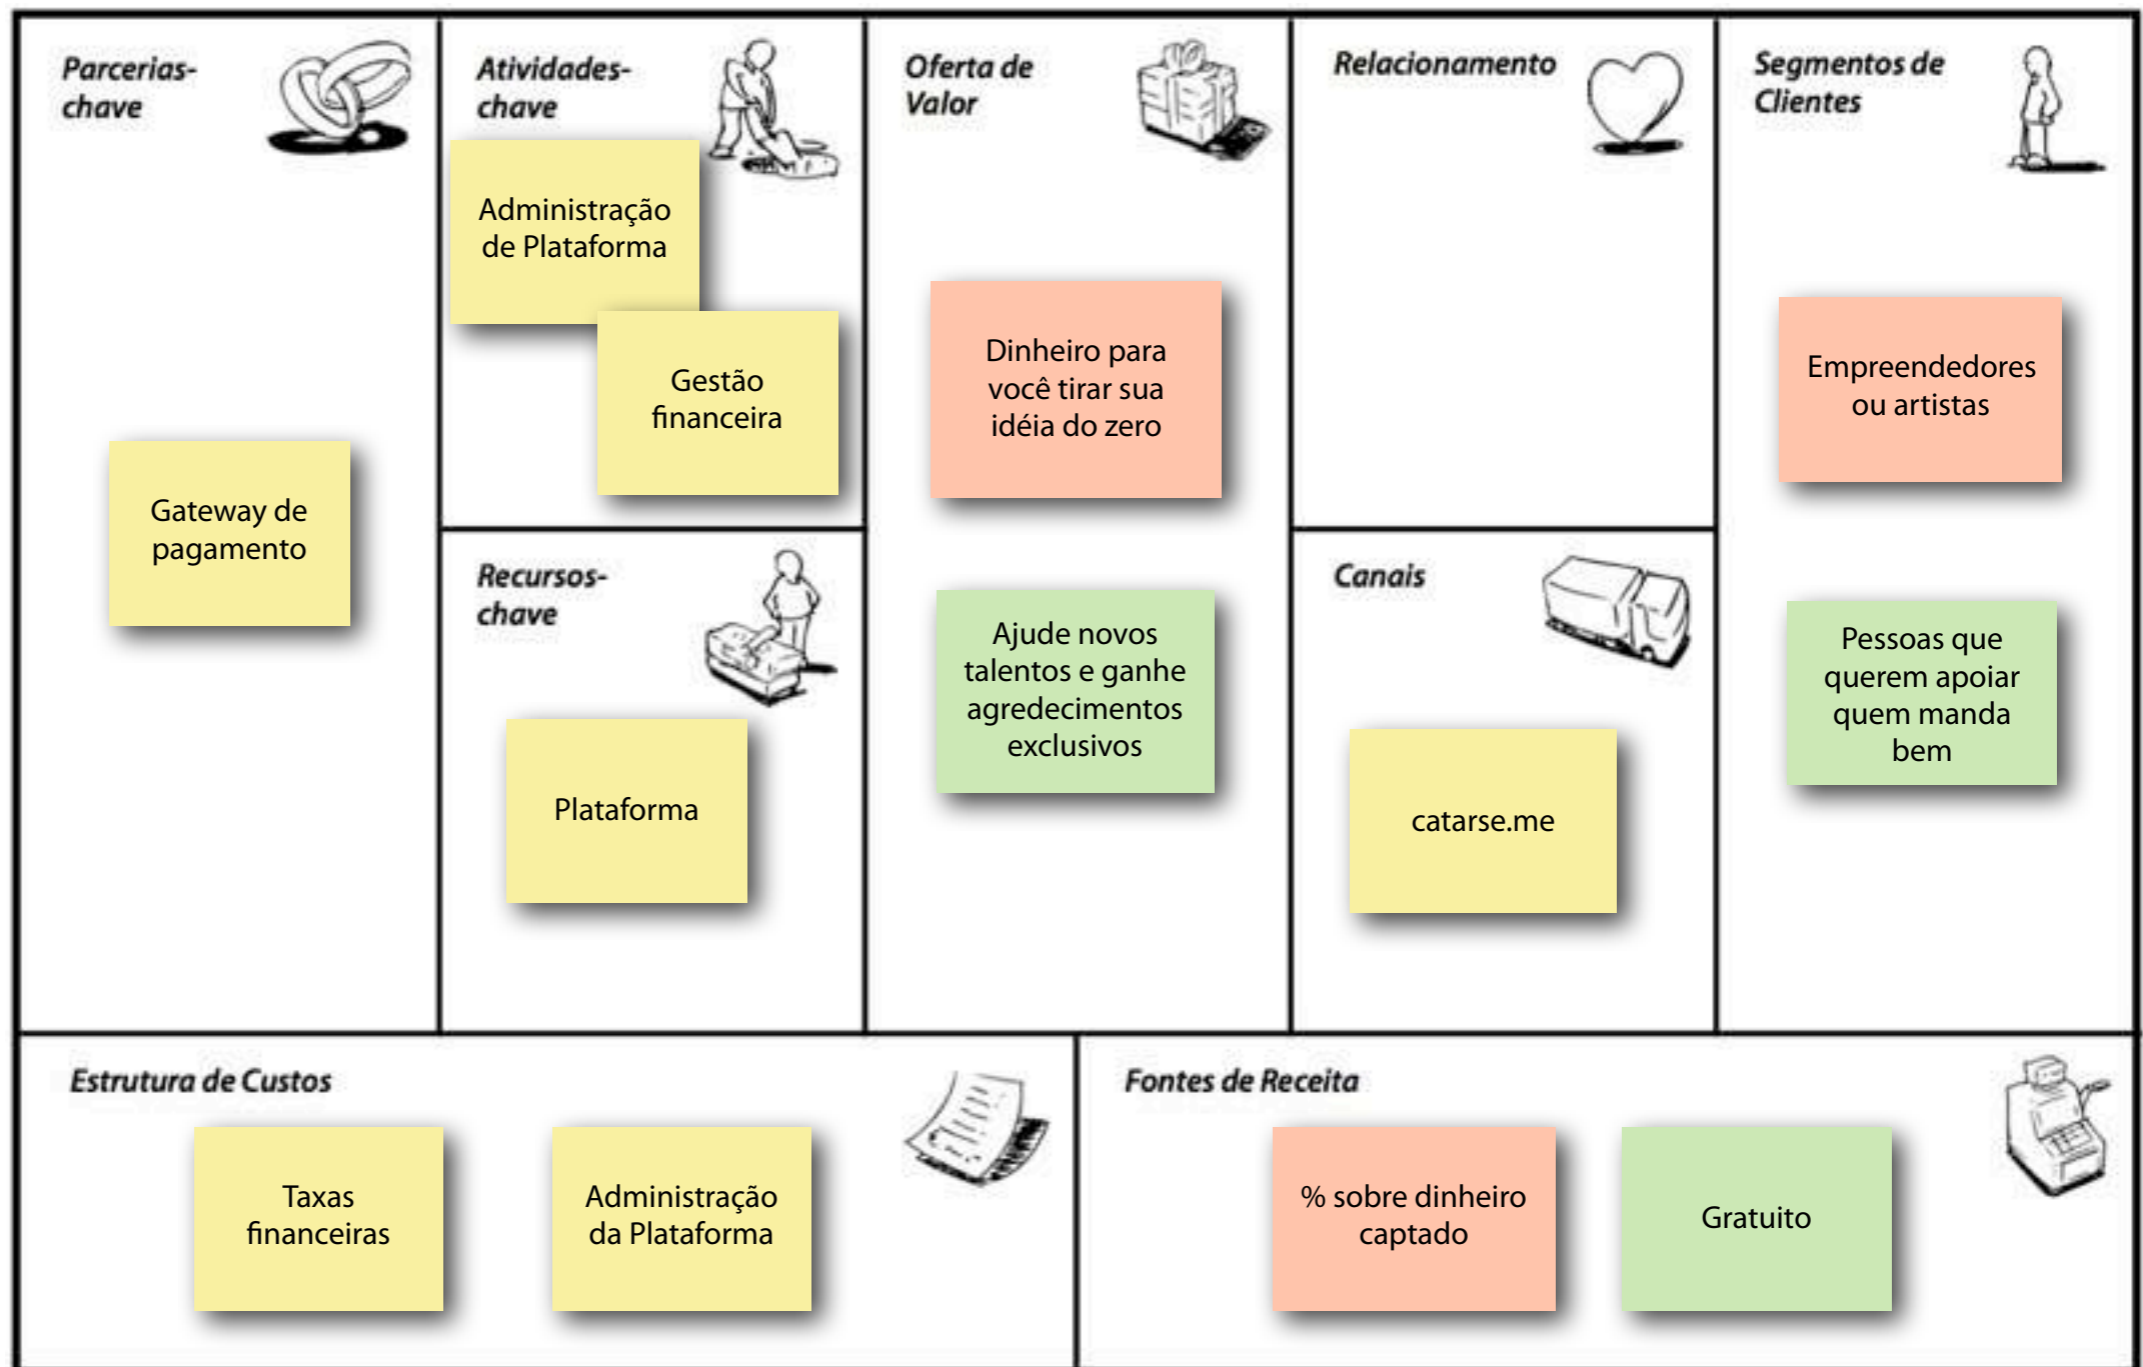 Parcerias-
chave
Gateway de
pagamento
Atividades-
chave
Administração
de Plataforma
Gestão
financeira
Recursos-
chave
Plataforma
Oferta de
Valor
Dinheiro para
você tirar sua
idéia do zero
Ajude novos
talentos e ganhe
agredecimentos
exclusivos
Relacionamento
Canais
catarse.me
Segmentos de
Clientes
Empreendedores
ou artistas
Pessoas que
querem apoiar
quem manda
bem
Estrutura de Custos
Taxas
financeiras
Administração
da Plataforma
Fontes de Receita
% sobre dinheiro
captado
Gratuito